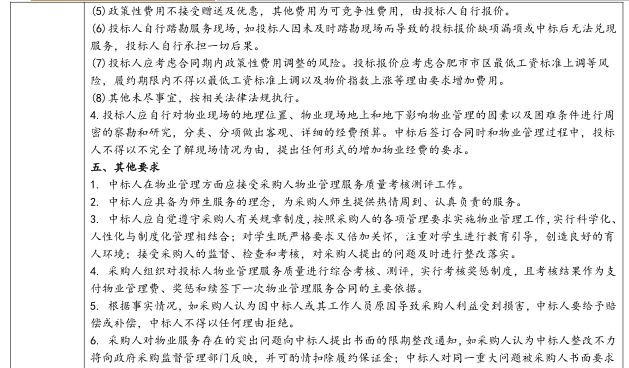 (5)政策性费用不接受赠送及优惠，其他费用为可竞争性费用，由投标人自行报价。
(6)投标人自行踏勘服务现场，如投标人因未及时踏勘现场而导致的投标报价缺项漏项或中标后无法兑现
服务，投标人自行承担一切后果。
(7)投标人应考虑合同期内政策性费用调整的风险。投标报价应考虑合肥市市区最低工资标准上调等风
险，履约期限内不得以最低工资标准上调以及物价指数上涨等理由要求增加费用。
(8)其他未尽事宜，按相关法律法规执行。
4.投标人应自行对物业现场的地理位置、物业现场地上和地下影响物业管理的因素以及困难条件进行周
密的察勘和研究，分类、分项做出客观、详细的经费预算。中标后签订合同时和物业管理过程中，投标
人不得以不完全了解现场情况为由，提出任何形式的增加物业经费的要求。
五、其他要求
1. 中标人在物业管理方面应接受采购人物业管理服务质量考核测评工作。
2. 中标人应具备为师生服务的理念，为采购人师生提供热情周到、认真负责的服务。
3. 中标人应自觉遵守采购人有关规章制度，按照采购人的各项管理要求实施物业管理工作，实行科学化、
人性化与制度化管理相结合；对学生既严格要求又倍加关怀，注重对学生进行教育引导，创造良好的育
人环境；接受采购人的监督、检查和考核，对采购人提出的问题及时进行整改落实。
4. 采购人组织对投标人物业管理服务质量进行综合考核、测评，实行考核奖惩制度，且考核结果作为支
付物业管理费、奖惩和续签下一次物业管理服务合同的主要依据。
5. 根据事实情况，如采购人认为因中标人或其工作人员原因导致采购人利益受到损害，中标人要给予赔
偿或补偿，中标人不得以任何理由拒绝。
6. 采购人对物业服务存在的突出问题向中标人提出书面的限期整改通知，如采购人认为中标人整改不力
将向政府采购监督管理部门反映，并可酌情扣除履约保证金；中标人对同一重大问题被采购人书面要求